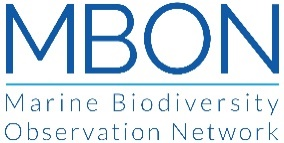 MBON
Marine Biodiversity
Observation Network